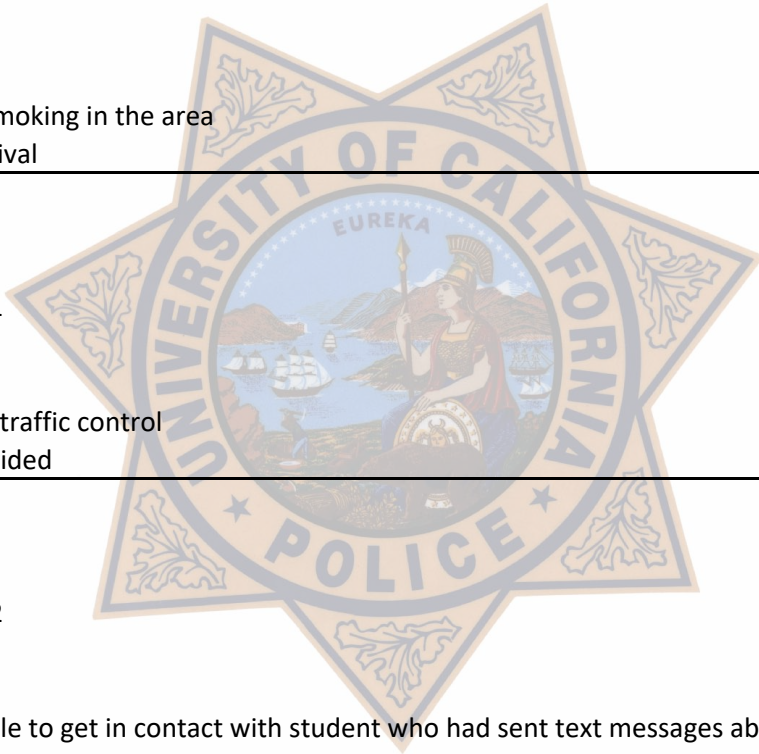 moking in the area
ival
UNIVERSITY OF CALIFORNIA
EUREKA
traffic control
ided
POLICE
2
le to get in contact with student who had sent text messages ab